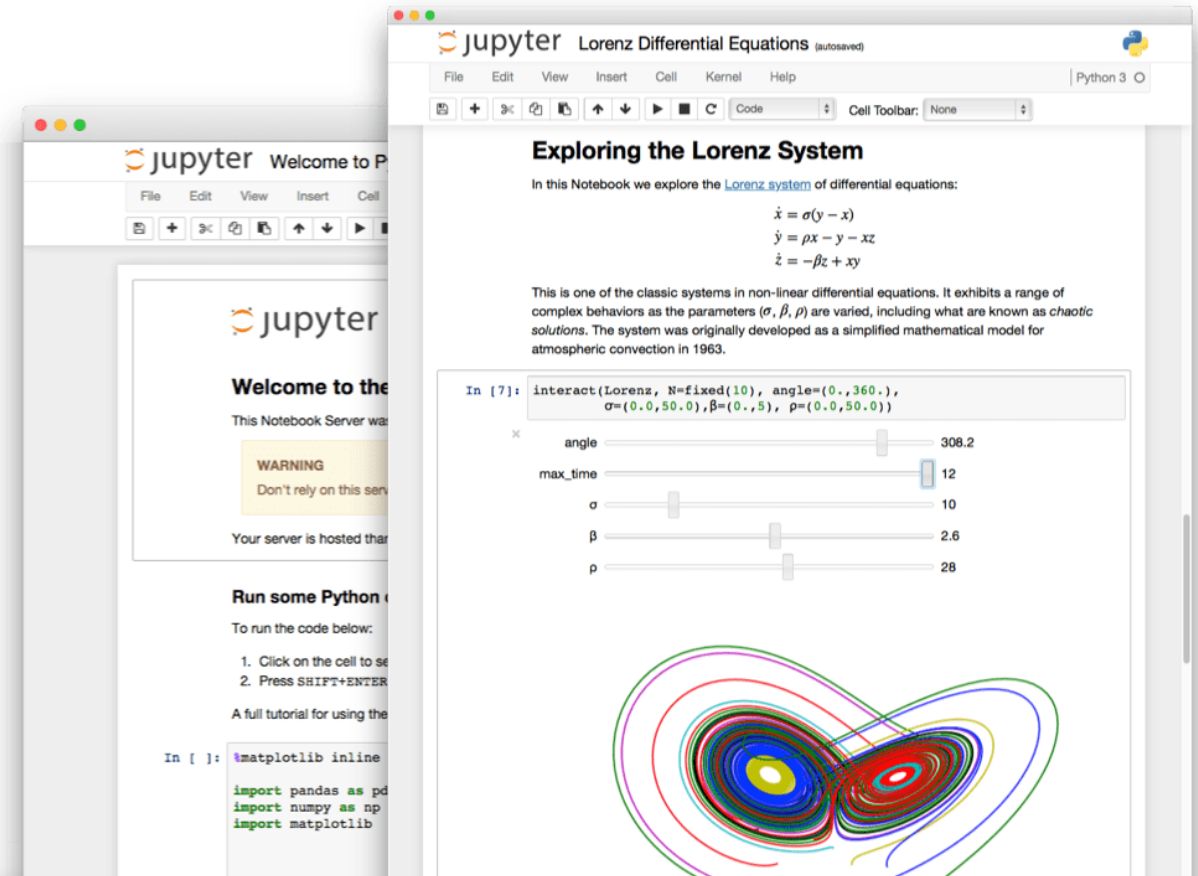 jupyter Welcome to P
File Edit View Insert Cell
jupyter
Welcome to the
This Notebook Server was
WARNING
Don't rely on this serv
Your server is hosted than
Run some Python
To run the code below:
1. Click on the cell to se
2. Press SHIFT+ENTER
A full tutorial for using the
In [ ]: %matplotlib inline
import pandas as pd
import numpy as np
import matplotlib
jupyter Lorenz Differential Equations (autosaved)
File Edit View Insert Cell Kernel Help Python 3
Code Cell Toolbar: None
Exploring the Lorenz System
In this Notebook we explore the Lorenz system of differential equations:
ẋ = σ(y − x)
ẏ = ρx − y − xz
ż = −βz + xy
This is one of the classic systems in non-linear differential equations. It exhibits a range of
complex behaviors as the parameters (σ, β, ρ) are varied, including what are known as chaotic
solutions. The system was originally developed as a simplified mathematical model for
atmospheric convection in 1963.
In [7]: interact(Lorenz, N=fixed(10), angle=(0.,360.),
σ=(0.0,50.0),β=(0.,5), ρ=(0.0,50.0))
angle 308.2
max_time 12
σ 10
β 2.6
ρ 28